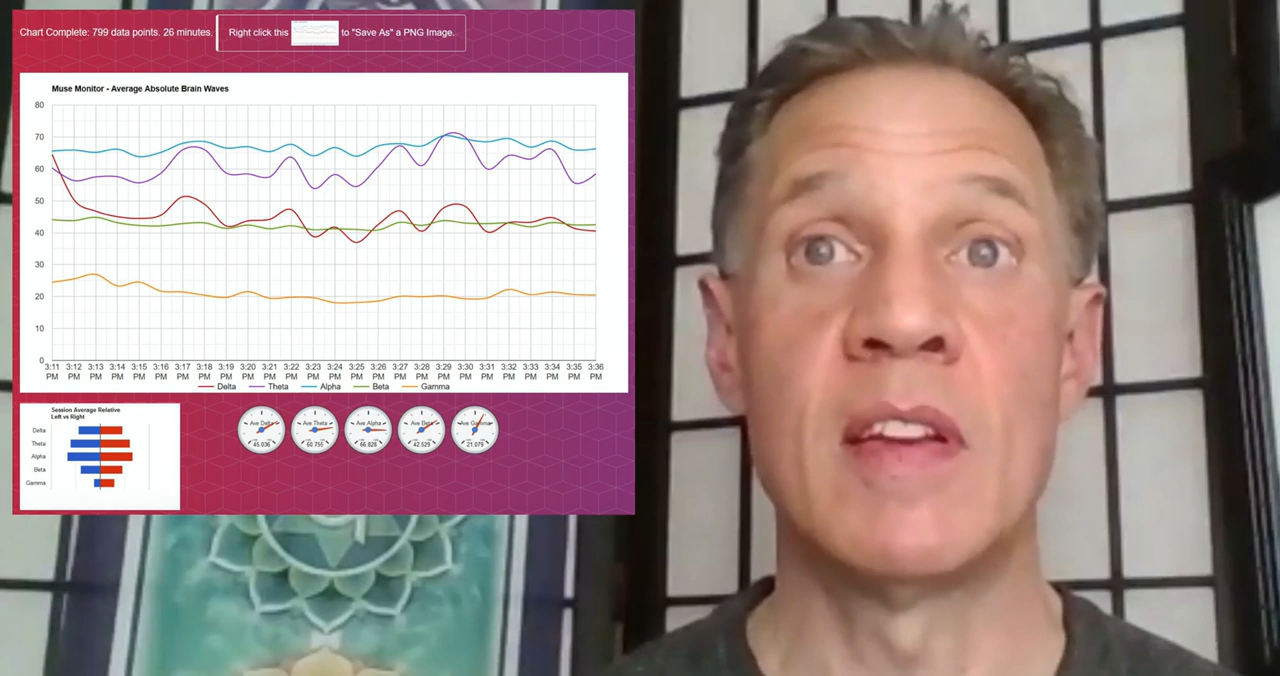 Chart Complete: 799 data points. 26 minutes.
Right click this to "Save As" a PNG Image.
Muse Monitor - Average Absolute Brain Waves
80
70
60
50
40
30
20
10
0
3:11 PM 3:12 PM 3:13 PM 3:14 PM 3:15 PM 3:16 PM 3:17 PM 3:18 PM 3:19 PM 3:20 PM 3:21 PM 3:22 PM 3:23 PM 3:24 PM 3:25 PM 3:26 PM 3:27 PM 3:28 PM 3:29 PM 3:30 PM 3:31 PM 3:32 PM 3:33 PM 3:34 PM 3:35 PM 3:36 PM
Delta Theta Alpha Beta Gamma
Session Average Relative
Left vs Right
Delta
Theta
Alpha
Beta
Gamma
Ave Delta Ave Theta Ave Alpha Ave Beta Ave Gamma
45.036 60.755 66.828 42.529 21.079